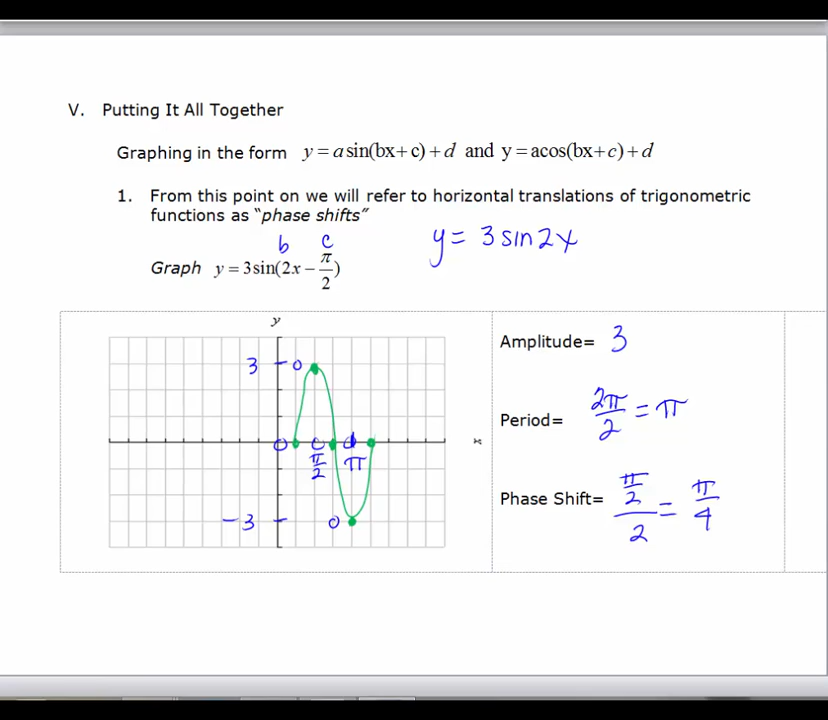 V. Putting It All Together
Graphing in the form y = a sin(bx + c) + d and y = acos(bx + c) + d
1. From this point on we will refer to horizontal translations of trigonometric
functions as “phase shifts”
b c
y = 3 sin 2x
Graph y = 3sin(2x − π/2)
y
3
0 π/2 π
x
−3
Amplitude= 3
Period= 2π/2 = π
Phase Shift= (π/2)/2 = π/4